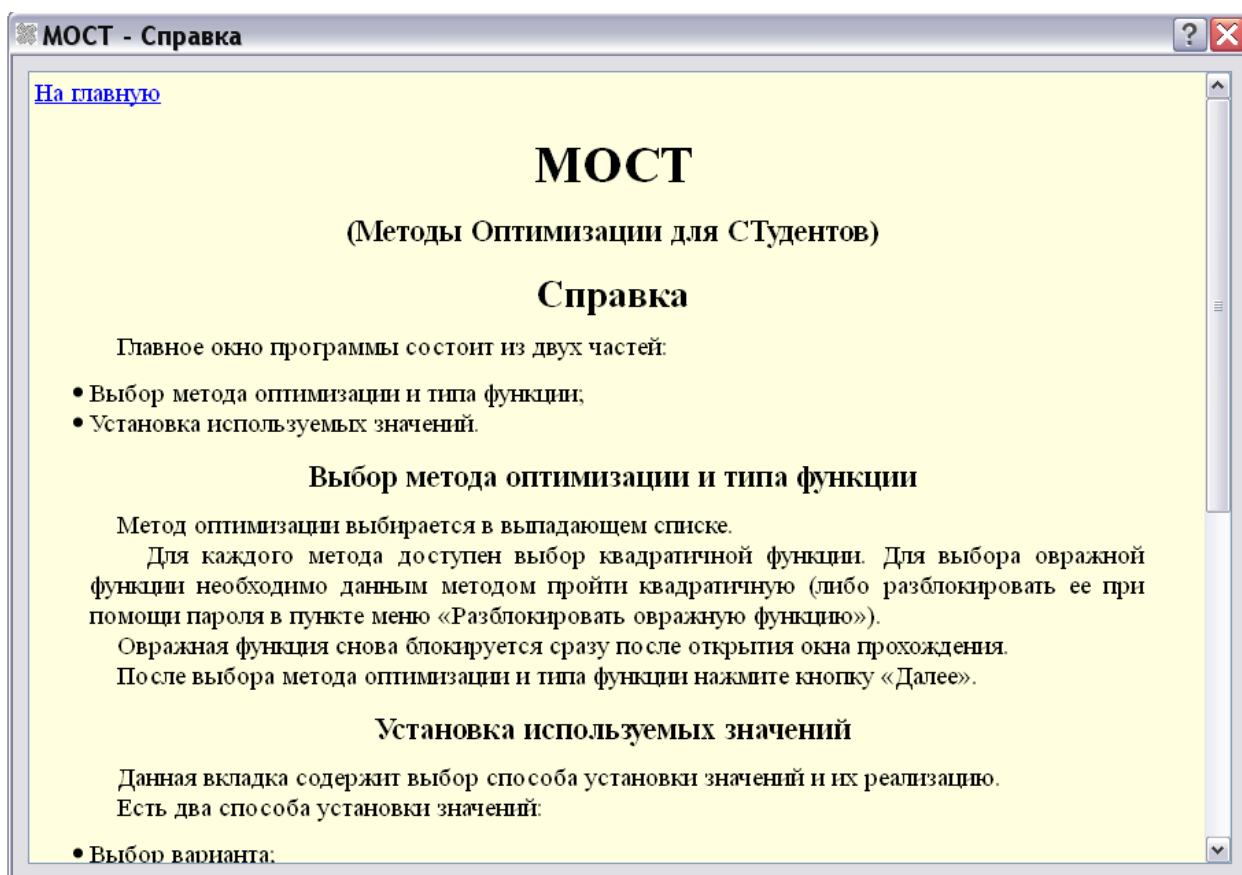 МОСТ - Справка
На главную
МОСТ
(Методы Оптимизации для СТудентов)
Справка
Главное окно программы состоит из двух частей:
• Выбор метода оптимизации и типа функции;
• Установка используемых значений.
Выбор метода оптимизации и типа функции
Метод оптимизации выбирается в выпадающем списке.
Для каждого метода доступен выбор квадратичной функции. Для выбора овражной
функции необходимо данным методом пройти квадратичную (либо разблокировать ее при
помощи пароля в пункте меню «Разблокировать овражную функцию»).
Овражная функция снова блокируется сразу после открытия окна прохождения.
После выбора метода оптимизации и типа функции нажмите кнопку «Далее».
Установка используемых значений
Данная вкладка содержит выбор способа установки значений и их реализацию.
Есть два способа установки значений:
• Выбор варианта;